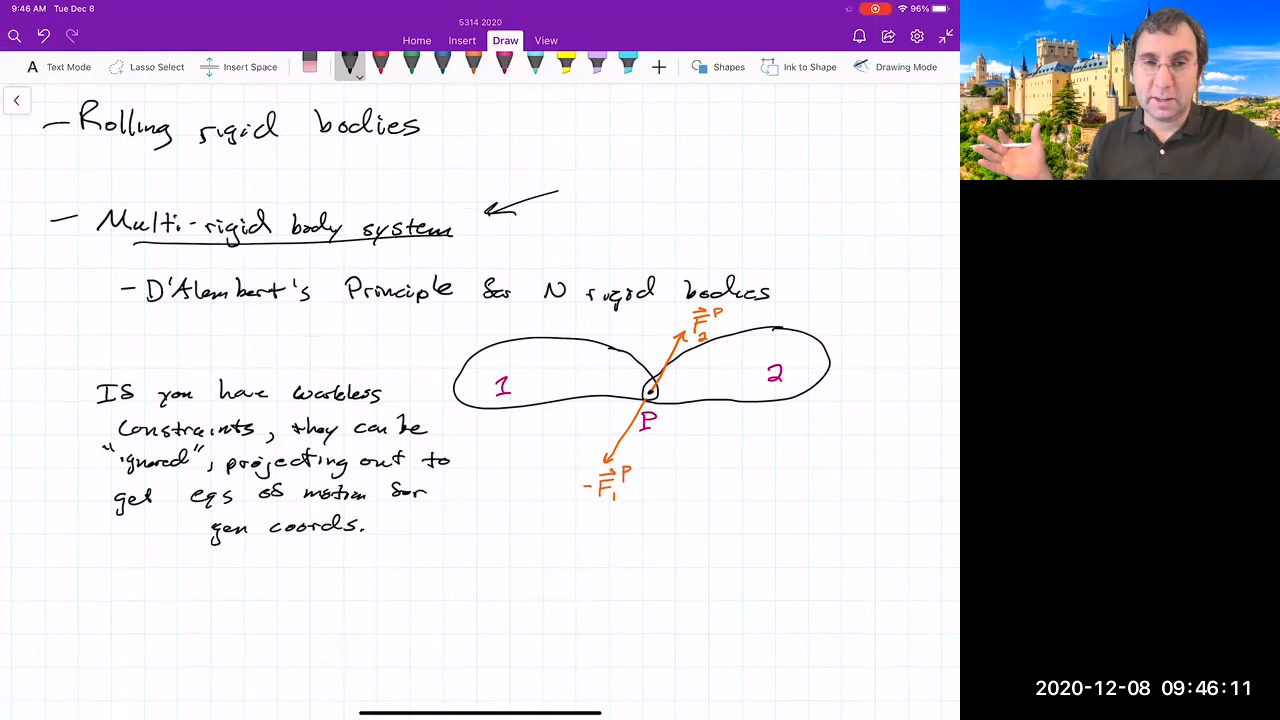 9:46 AM Tue Dec 8
96%
5314 2020
Home Insert Draw View
Text Mode Lasso Select Insert Space Shapes Ink to Shape Drawing Mode
- Rolling rigid bodies
- Multi-rigid body system
- D'Alembert's Principle for N rigid bodies
F₂ᴾ
1
2
P
If you have workless
constraints, they can be
"ignored", projecting out to
get eqs of motion for
gen coords.
-F₁ᴾ
2020-12-08 09:46:11